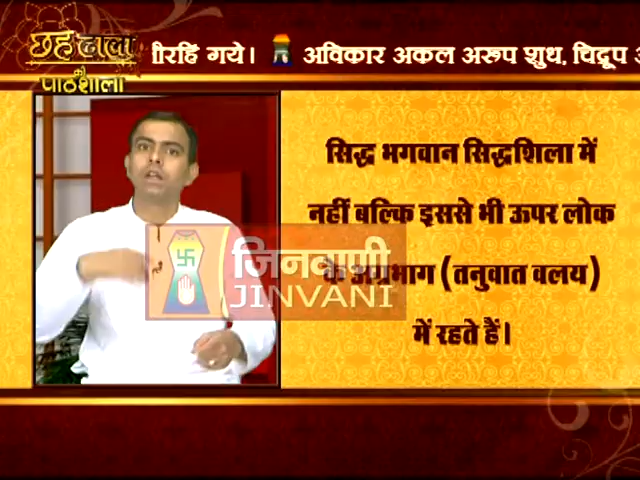 छहढाला
की
पाठशाला
ीरहि गये। अविकार अकल अरूप शुध, चिद्रूप अ
सिद्ध भगवान सिद्धशिला में
नहीं बल्कि इससे भी ऊपर लोक
के अग्रभाग (तनुवात वलय)
में रहते हैं।
जिनवाणी
JINVANI